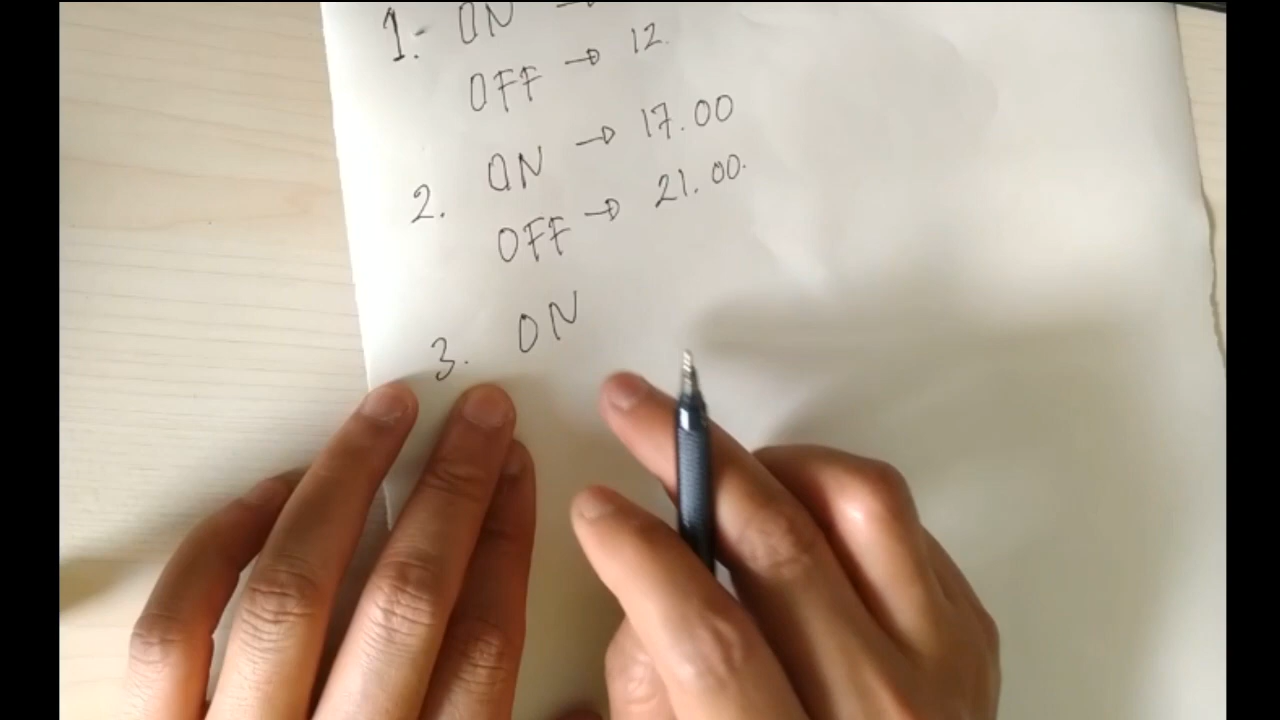 1. ON →
OFF → 12.
2. ON → 17.00
OFF → 21.00.
3. ON